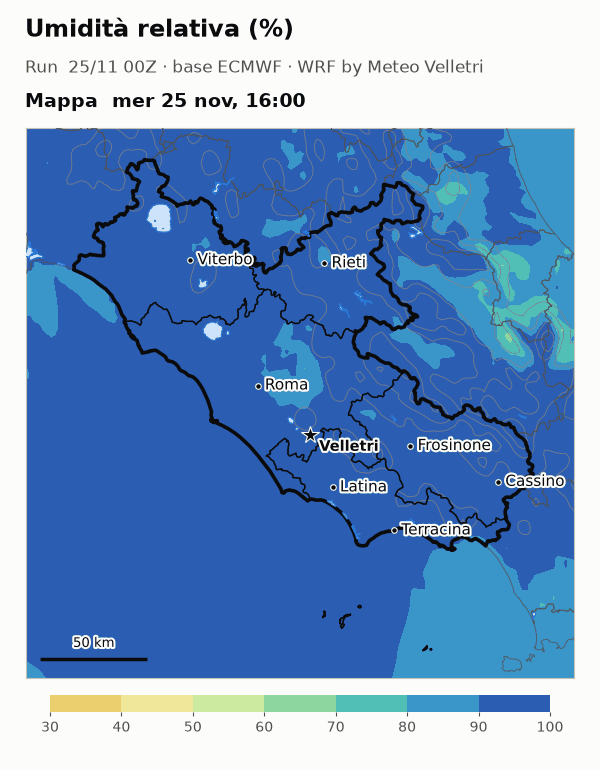 Umidità relativa (%)
Run  25/11 00Z · base ECMWF · WRF by Meteo Velletri
Mappa  mer 25 nov, 16:00
Viterbo
Rieti
Roma
Velletri
Frosinone
Cassino
Latina
Terracina
50 km
30 40 50 60 70 80 90 100